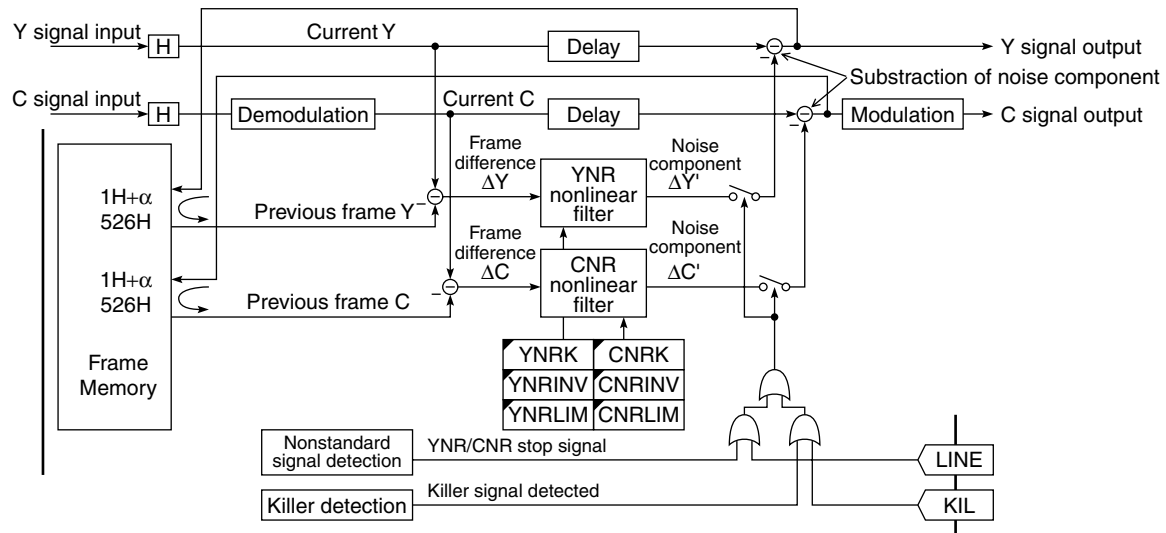 Y signal input
H
Current Y
Delay
−
−
Y signal output
Substraction of noise component
C signal input
H
Demodulation
Current C
Delay
−
−
Modulation
C signal output
1H+α
526H
Previous frame Y
−
−
Frame
difference
ΔY
YNR
nonlinear
filter
Noise
component
ΔY'
1H+α
526H
Previous frame C
−
−
Frame
difference
ΔC
CNR
nonlinear
filter
Noise
component
ΔC'
Frame
Memory
YNRK CNRK
YNRINV CNRINV
YNRLIM CNRLIM
Nonstandard
signal detection
YNR/CNR stop signal
LINE
Killer detection
Killer signal detected
KIL